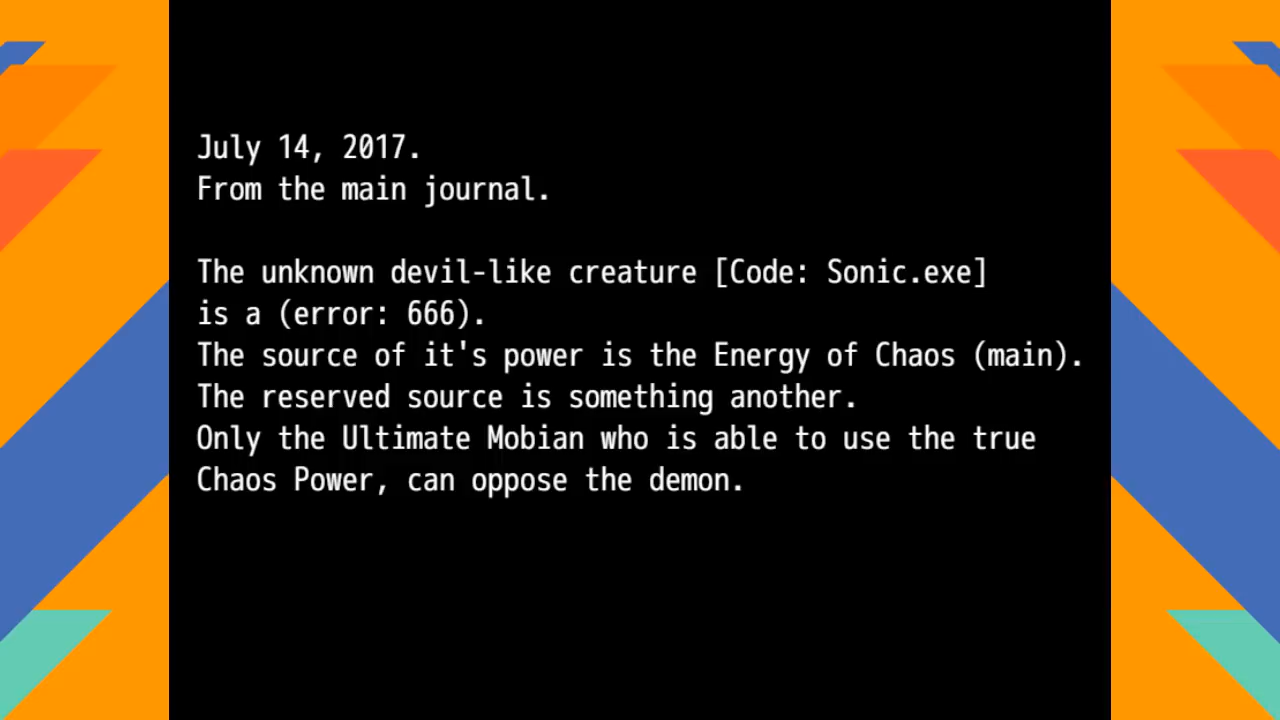 July 14, 2017.
From the main journal.
The unknown devil-like creature [Code: Sonic.exe]
is a (error: 666).
The source of it's power is the Energy of Chaos (main).
The reserved source is something another.
Only the Ultimate Mobian who is able to use the true
Chaos Power, can oppose the demon.